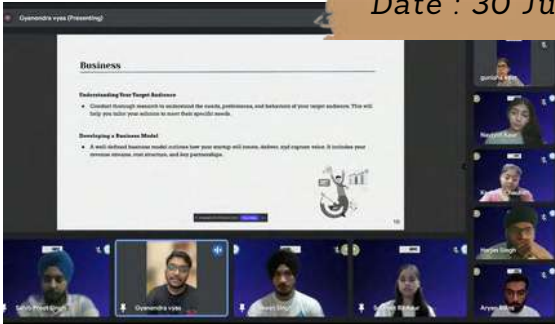 Gyanendra vyas (Presenting)
Date : 30 Ju
Business
Understanding Your Target Audience
Conduct thorough research to understand the needs, preferences, and behaviors of your target audience. This will
help you tailor your solution to meet their specific needs.
Developing a Business Model
A well-defined business model outlines how your startup will create, deliver, and capture value. It includes your
revenue streams, cost structure, and key partnerships.
10
Navjot Kaur
Harjas Singh
Gyanendra vyas